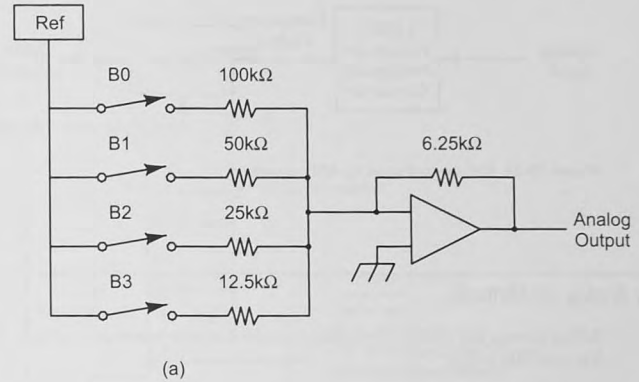 Ref
B0
100kΩ
B1
50kΩ
6.25kΩ
B2
25kΩ
Analog
Output
B3
12.5kΩ
(a)